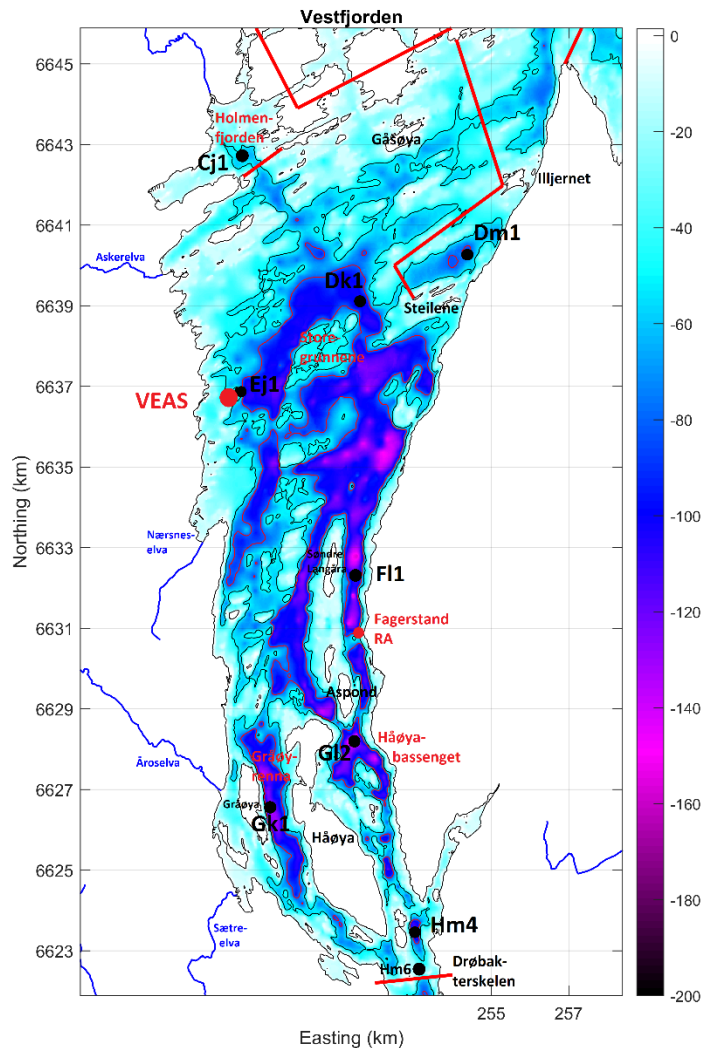 Vestfjorden
6645
6643
6641
6639
6637
6635
6633
6631
6629
6627
6625
6623
Northing (km)
Holmen-
fjorden
Cj1
Gåsøya
Illjernet
Dm1
D
Askerelva
Dk1
Steilene
Store-
grunnene
Ej1
VEAS
Nærsnes-
elva
Søndre
Langåra
Fl1
Fagerstand
RA
Aspond
Gl2
Håøya-
bassenget
Gråøy-
renna
Åroselva
Gråøya
Gk1
Håøya
Hm4
Sætre-
elva
Hm6
Drøbak-
terskelen
255
257
Easting (km)
0
-20
-40
-60
-80
-100
-120
-140
-160
-180
-200